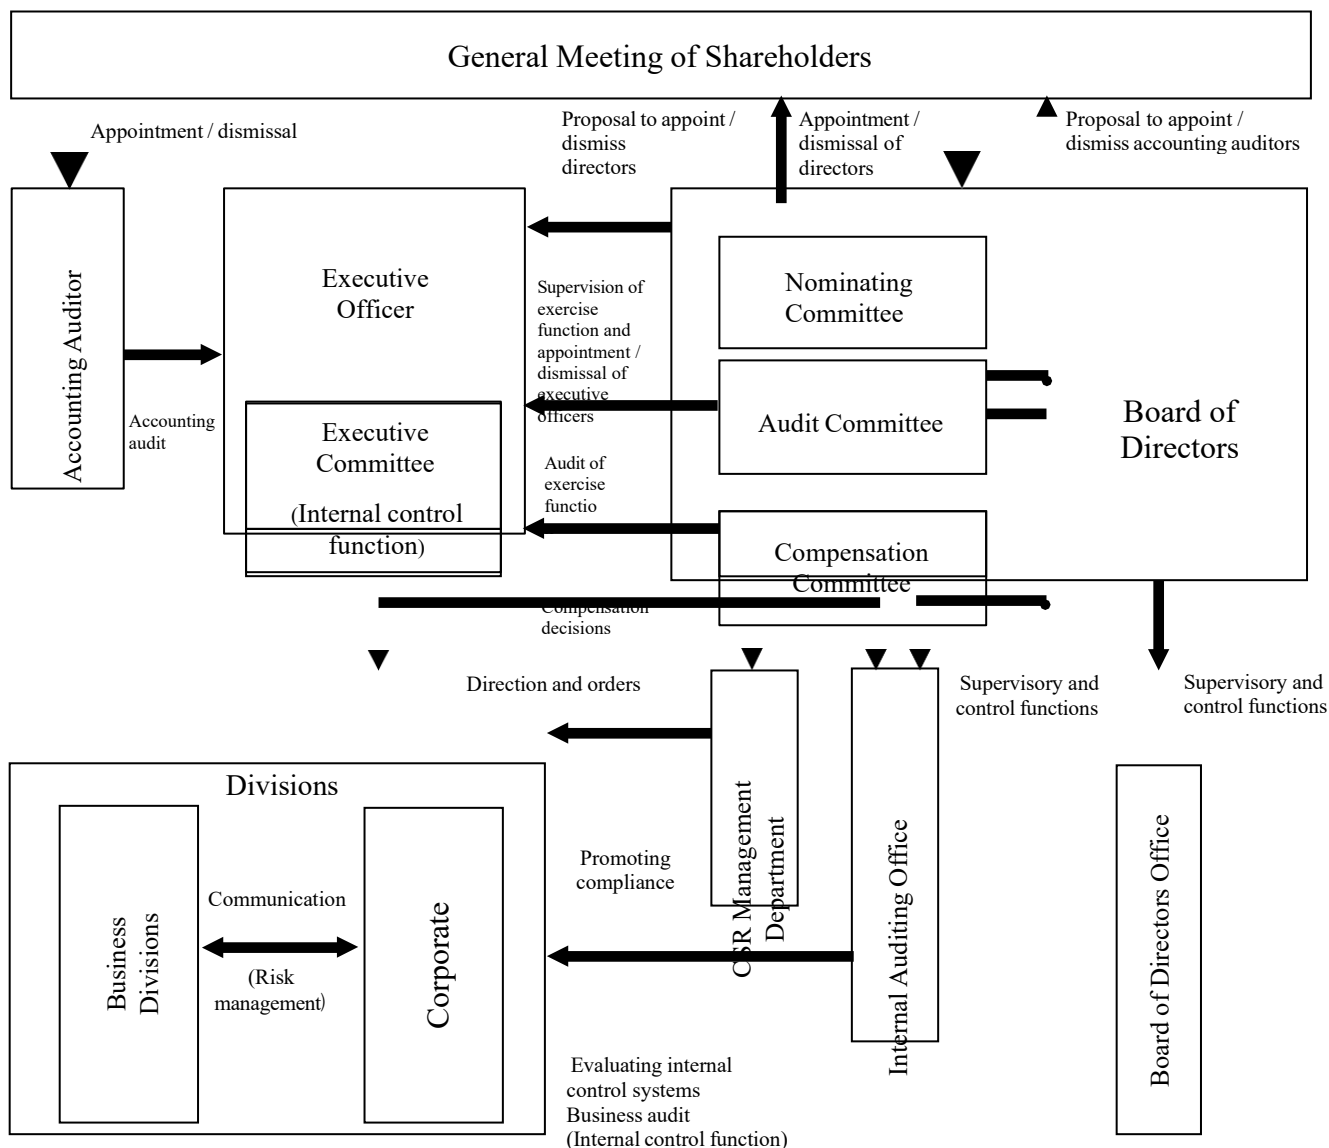 General Meeting of Shareholders
Appointment / dismissal
Proposal to appoint /
dismiss
directors
Appointment /
dismissal of
directors
Proposal to appoint /
dismiss accounting auditors
Accounting Auditor
Accounting
audit
Executive
Officer
Executive
Committee
(Internal control
function)
Supervision of
exercise
function and
appointment /
dismissal of
executive
officers
Audit of
exercise
functio
Compensation
decisions
Nominating
Committee
Audit Committee
Compensation
Committee
Board of
Directors
Direction and orders
Supervisory and
control functions
Supervisory and
control functions
Divisions
Business
Divisions
Communication
(Risk
management)
Corporate
Promoting
compliance
CSR Management
Department
Internal Auditing Office
Board of Directors Office
Evaluating internal
control systems
Business audit
(Internal control function)